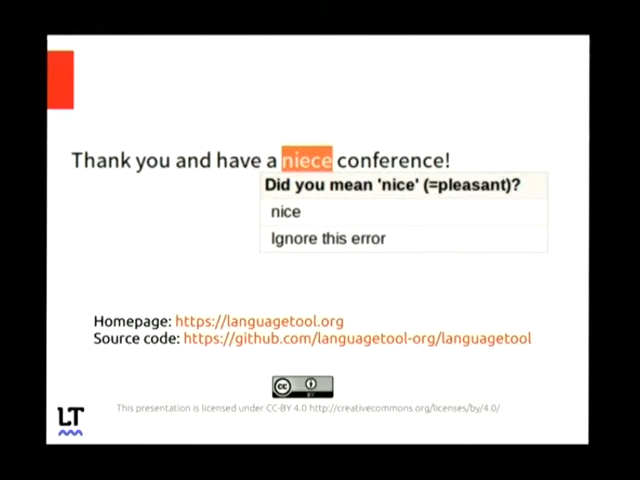 Thank you and have a niece conference!
Did you mean 'nice' (=pleasant)?
nice
Ignore this error
Homepage: https://languagetool.org
Source code: https://github.com/languagetool-org/languagetool
cc
BY
LT
This presentation is licensed under CC-BY 4.0 http://creativecommons.org/licenses/by/4.0/